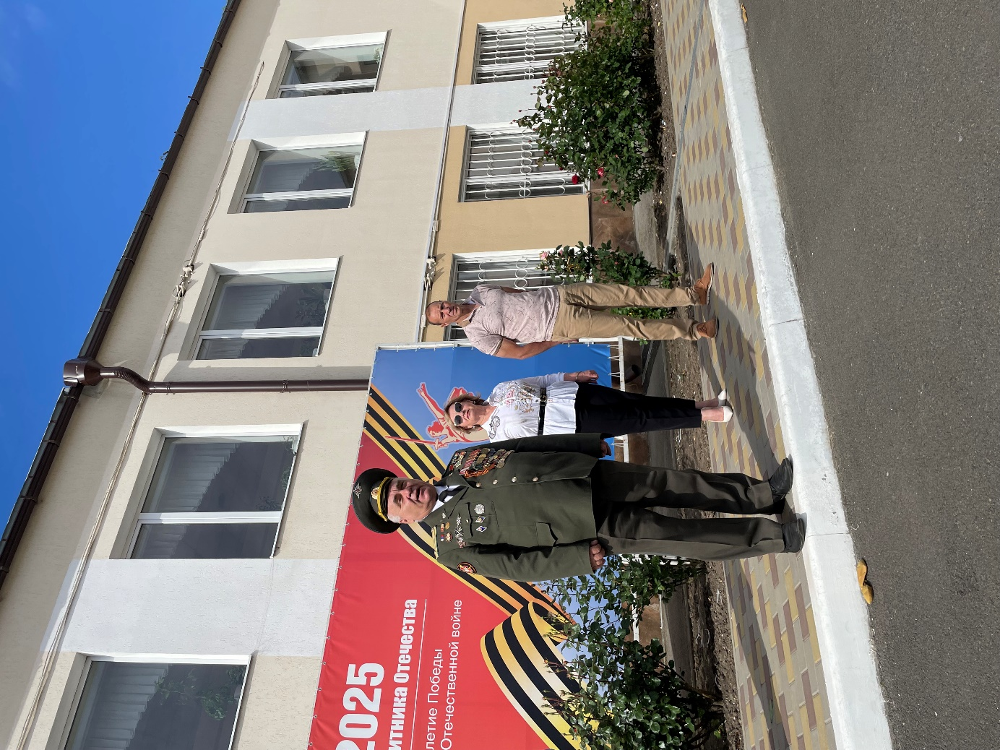 2025
итника Отечества
летие Победы
Отечественной войне